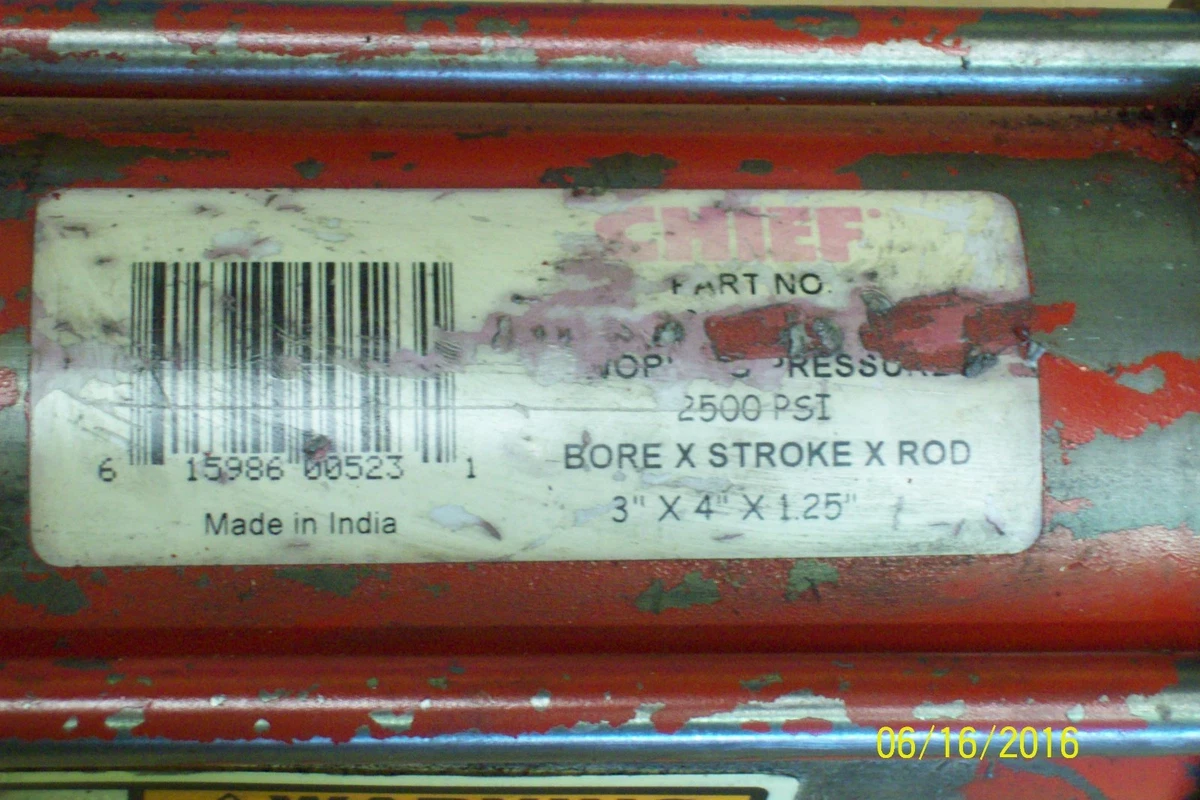 CHIEF
PART NO.
2500 PSI
BORE X STROKE X ROD
3" X 4" X 1.25"
6 15986 00523 1
Made in India
06/16/2016